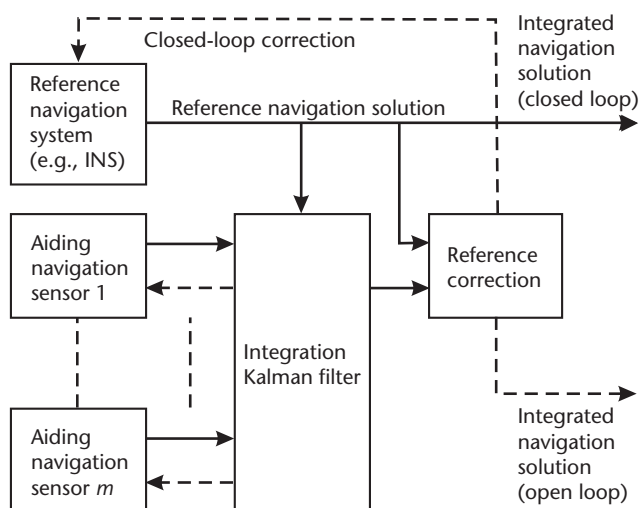 Closed-loop correction
Integrated
navigation
solution
(closed loop)
Reference
navigation
system
(e.g., INS)
Reference navigation solution
Aiding
navigation
sensor 1
Integration
Kalman filter
Reference
correction
Aiding
navigation
sensor m
Integrated
navigation
solution
(open loop)